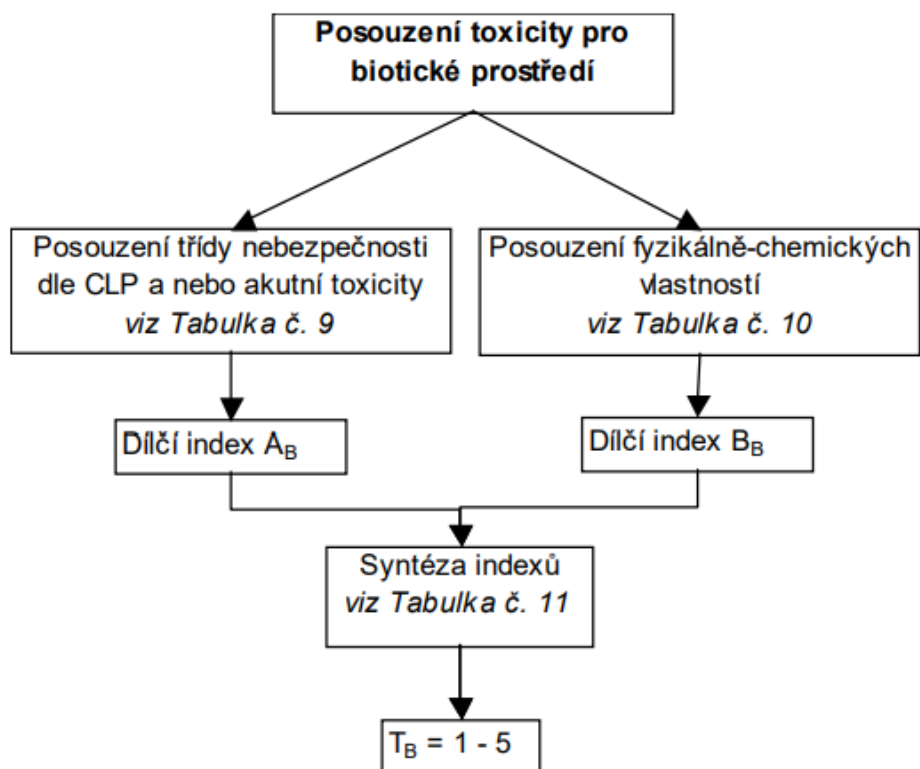 Posouzení toxicity pro
biotické prostředí
Posouzení třídy nebezpečnosti
dle CLP a nebo akutní toxicity
viz Tabulka č. 9
Posouzení fyzikálně-chemických
vlastností
viz Tabulka č. 10
Dílčí index A_B
Dílčí index B_B
Syntéza indexů
viz Tabulka č. 11
T_B = 1 - 5